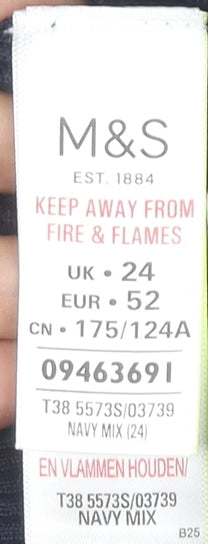 M&S
EST. 1884
KEEP AWAY FROM
FIRE & FLAMES
UK • 24
EUR • 52
CN • 175/124A
09463691
T38 5573S/03739
NAVY MIX (24)
EN VLAMMEN HOUDEN/
T38 5573S/03739
NAVY MIX
B25